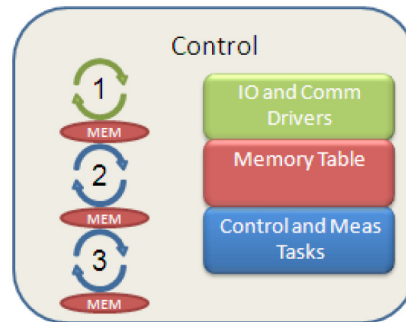 Control
1
MEM
2
MEM
3
MEM
IO and Comm
Drivers
Memory Table
Control and Meas
Tasks